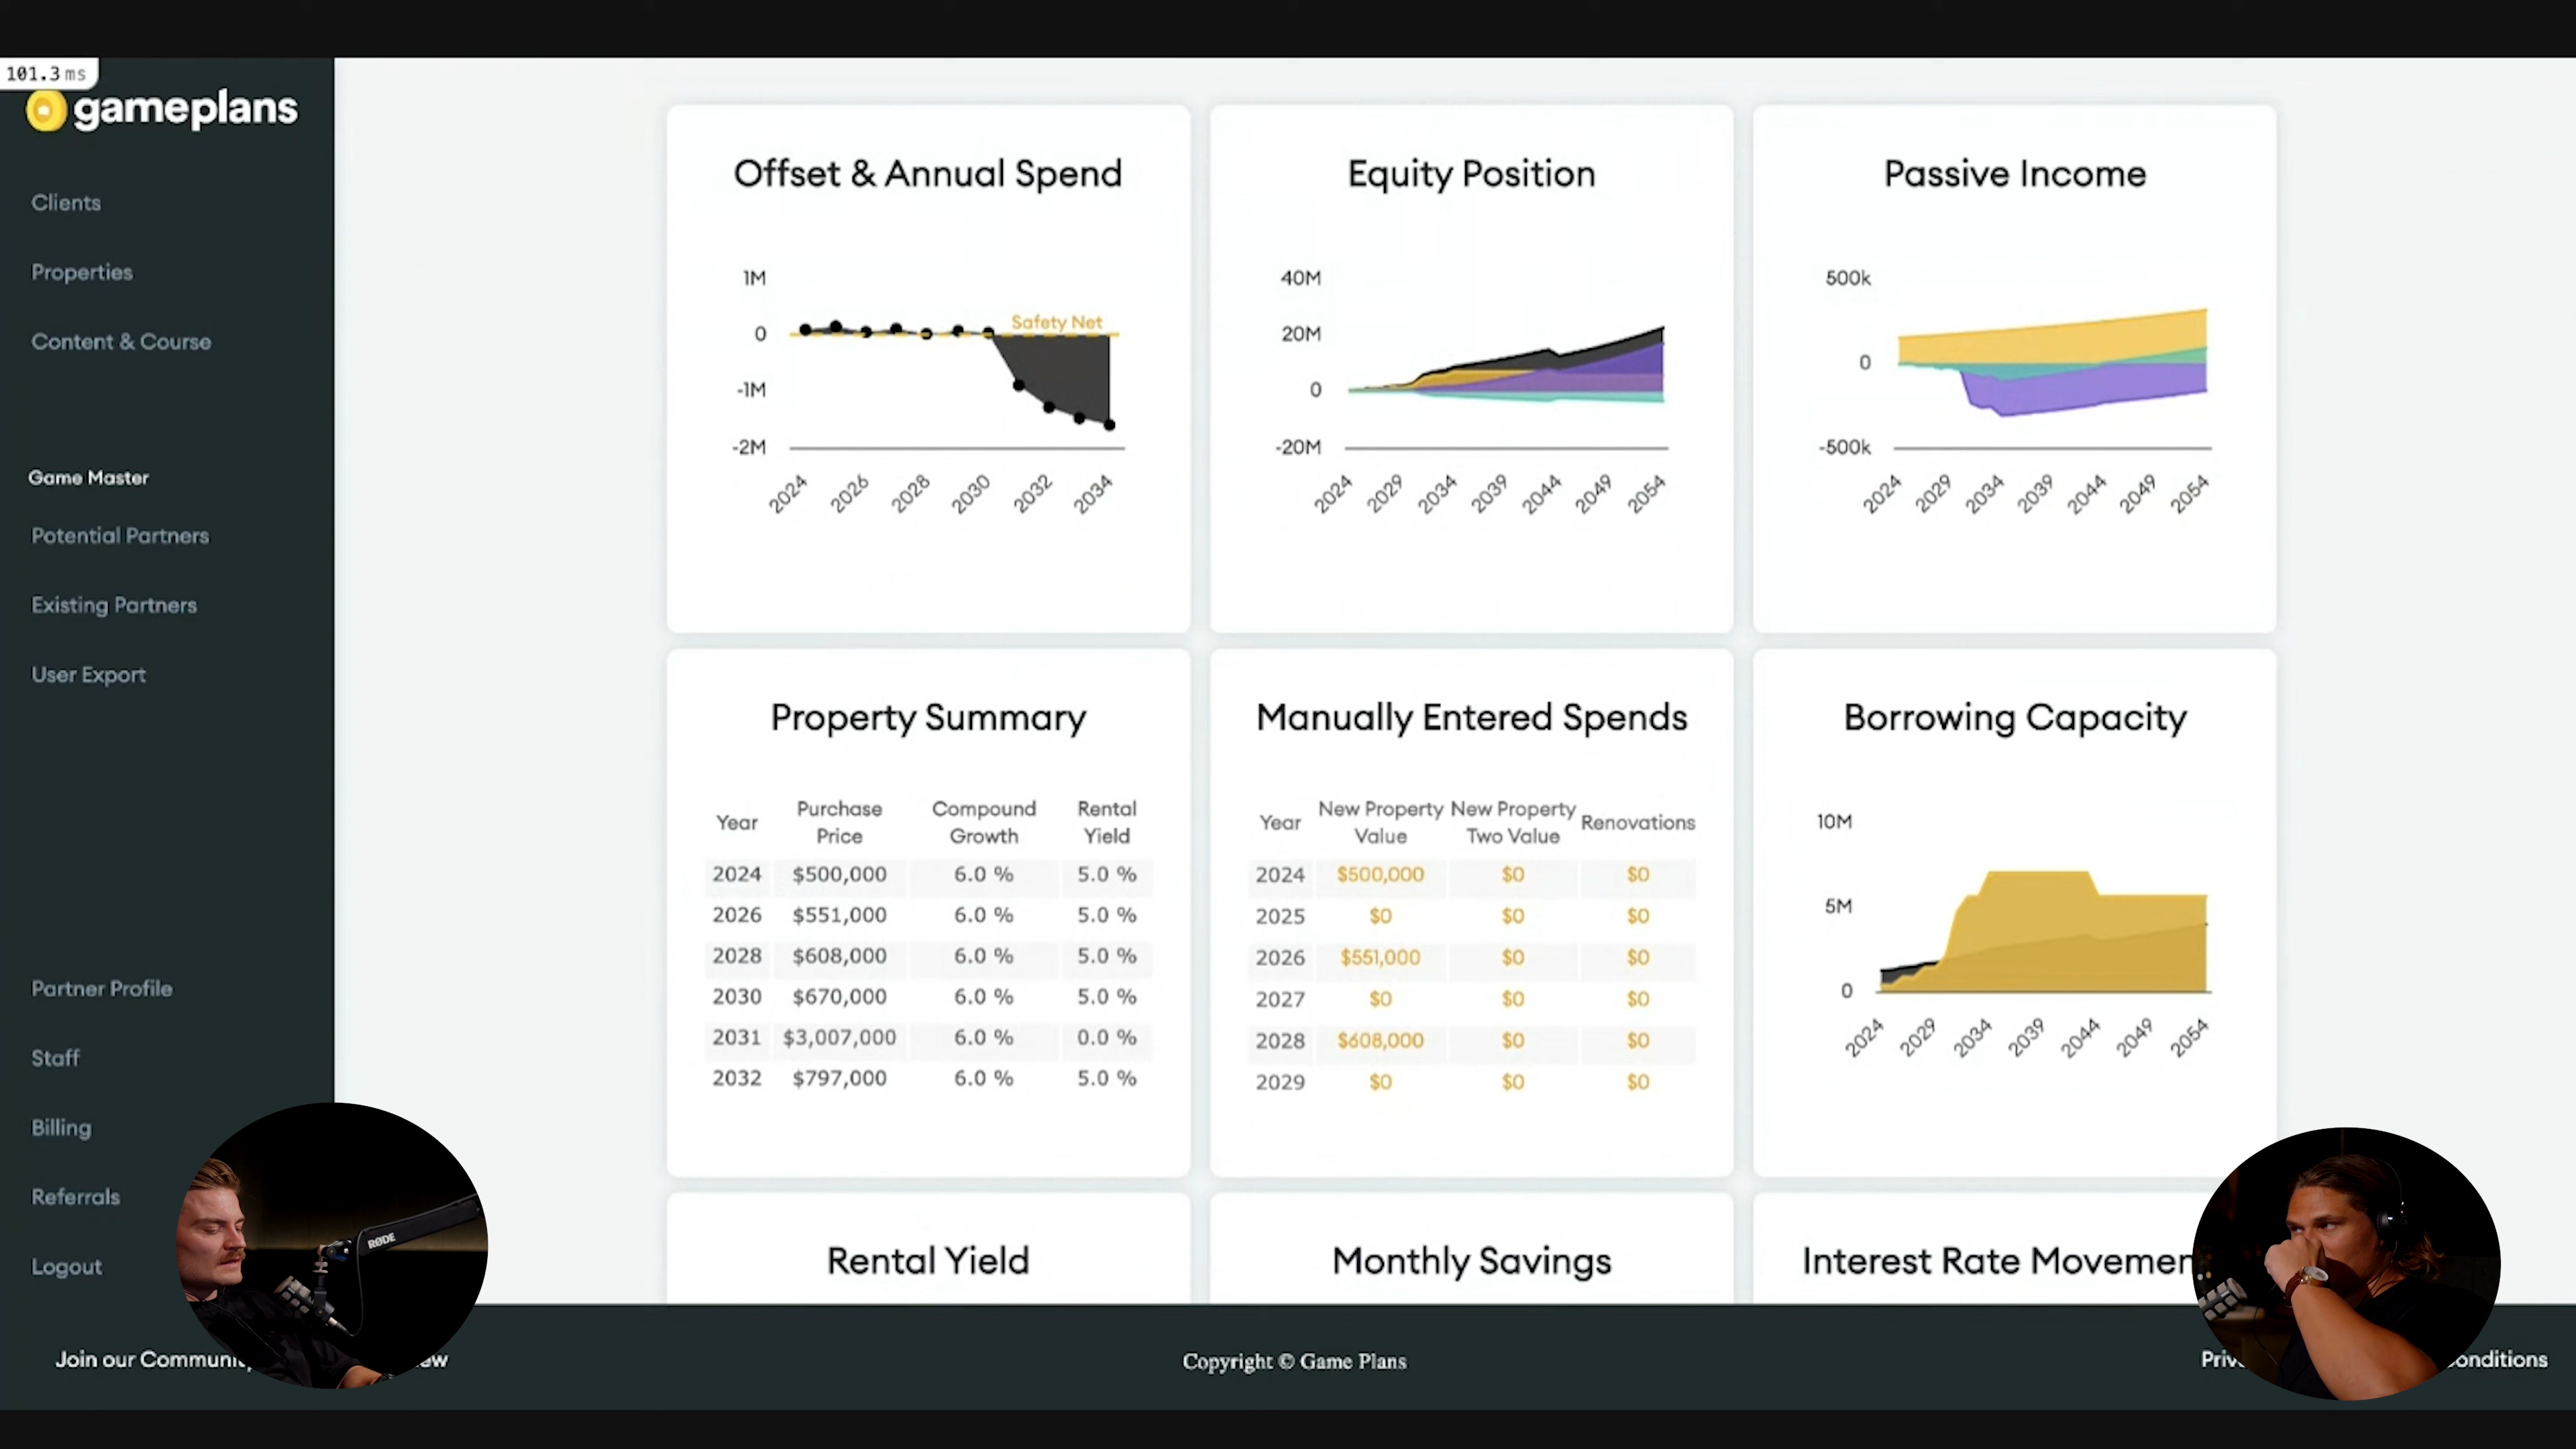 101.3 ms
gameplans
Clients
Properties
Content & Course
Game Master
Potential Partners
Existing Partners
User Export
Partner Profile
Staff
Billing
Referrals
Logout
Offset & Annual Spend
1M
0
-1M
-2M
Safety Net
2024 2026 2028 2030 2032 2034
Equity Position
40M
20M
0
-20M
2024 2029 2034 2039 2044 2049 2054
Passive Income
500k
0
-500k
2024 2029 2034 2039 2044 2049 2054
Property Summary
Year Purchase Price Compound Growth Rental Yield
2024 $500,000 6.0 % 5.0 %
2026 $551,000 6.0 % 5.0 %
2028 $608,000 6.0 % 5.0 %
2030 $670,000 6.0 % 5.0 %
2031 $3,007,000 6.0 % 0.0 %
2032 $797,000 6.0 % 5.0 %
Manually Entered Spends
Year New Property Value New Property Two Value Renovations
2024 $500,000 $0 $0
2025 $0 $0 $0
2026 $551,000 $0 $0
2027 $0 $0 $0
2028 $608,000 $0 $0
2029 $0 $0 $0
Borrowing Capacity
10M
5M
0
2024 2029 2034 2039 2044 2049 2054
Rental Yield
Monthly Savings
Interest Rate Movemen
RØDE
Join our Communi
Copyright © Game Plans
onditions